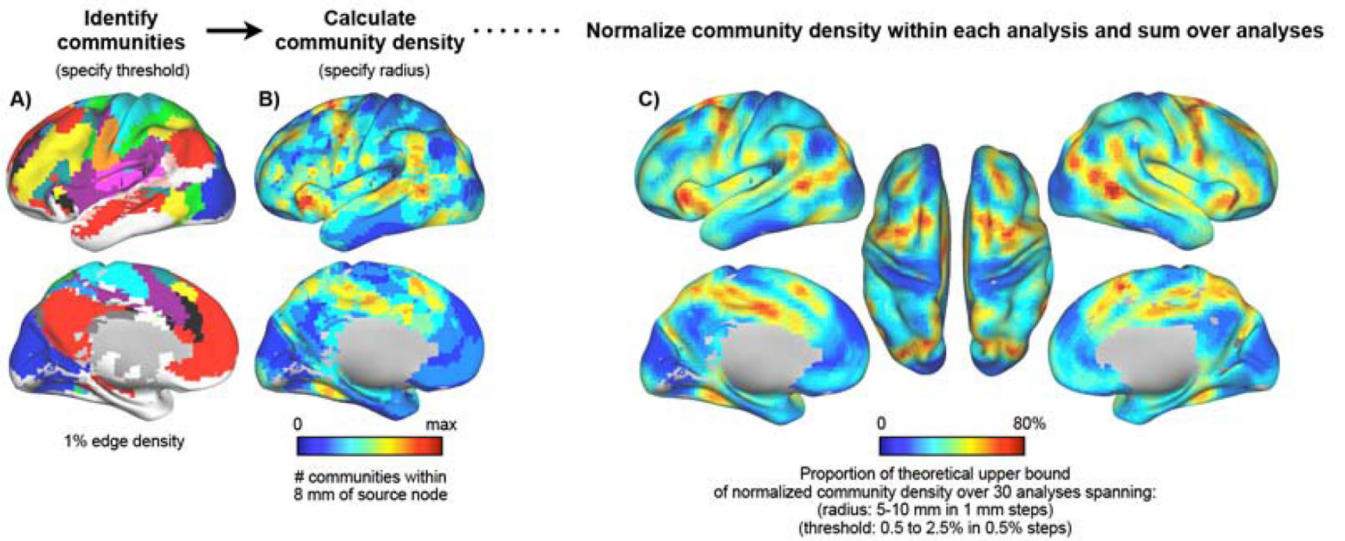 Identify
communities
(specify threshold)
Calculate
community density
(specify radius)
Normalize community density within each analysis and sum over analyses
A)
B)
C)
1% edge density
0 max
# communities within
8 mm of source node
0 80%
Proportion of theoretical upper bound
of normalized community density over 30 analyses spanning:
(radius: 5-10 mm in 1 mm steps)
(threshold: 0.5 to 2.5% in 0.5% steps)